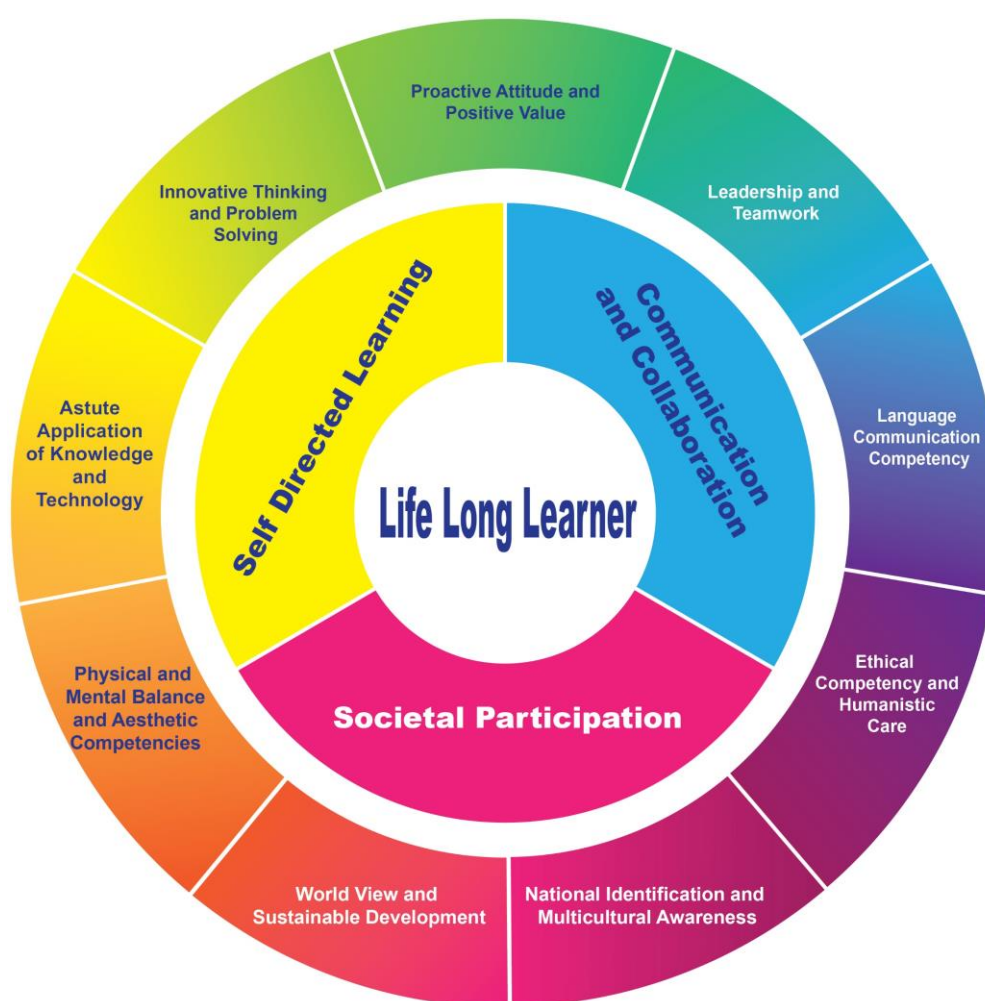 Proactive Attitude and
Positive Value
Leadership and
Teamwork
Language
Communication
Competency
Ethical
Competency and
Humanistic
Care
National Identification and
Multicultural Awareness
World View and
Sustainable Development
Physical and
Mental Balance
and Aesthetic
Competencies
Astute
Application
of Knowledge
and
Technology
Innovative Thinking
and Problem
Solving
Self Directed Learning
Communication
and Collaboration
Societal Participation
Life Long Learner